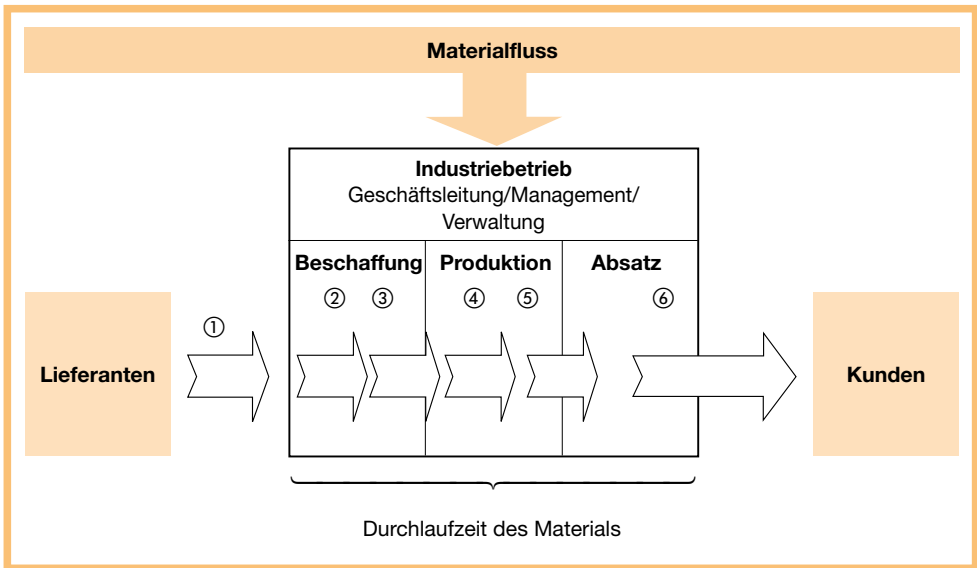 Materialfluss
Industriebetrieb
Geschäftsleitung/Management/
Verwaltung
Beschaffung Produktion Absatz
② ③ ④ ⑤ ⑥
①
Lieferanten
Kunden
Durchlaufzeit des Materials